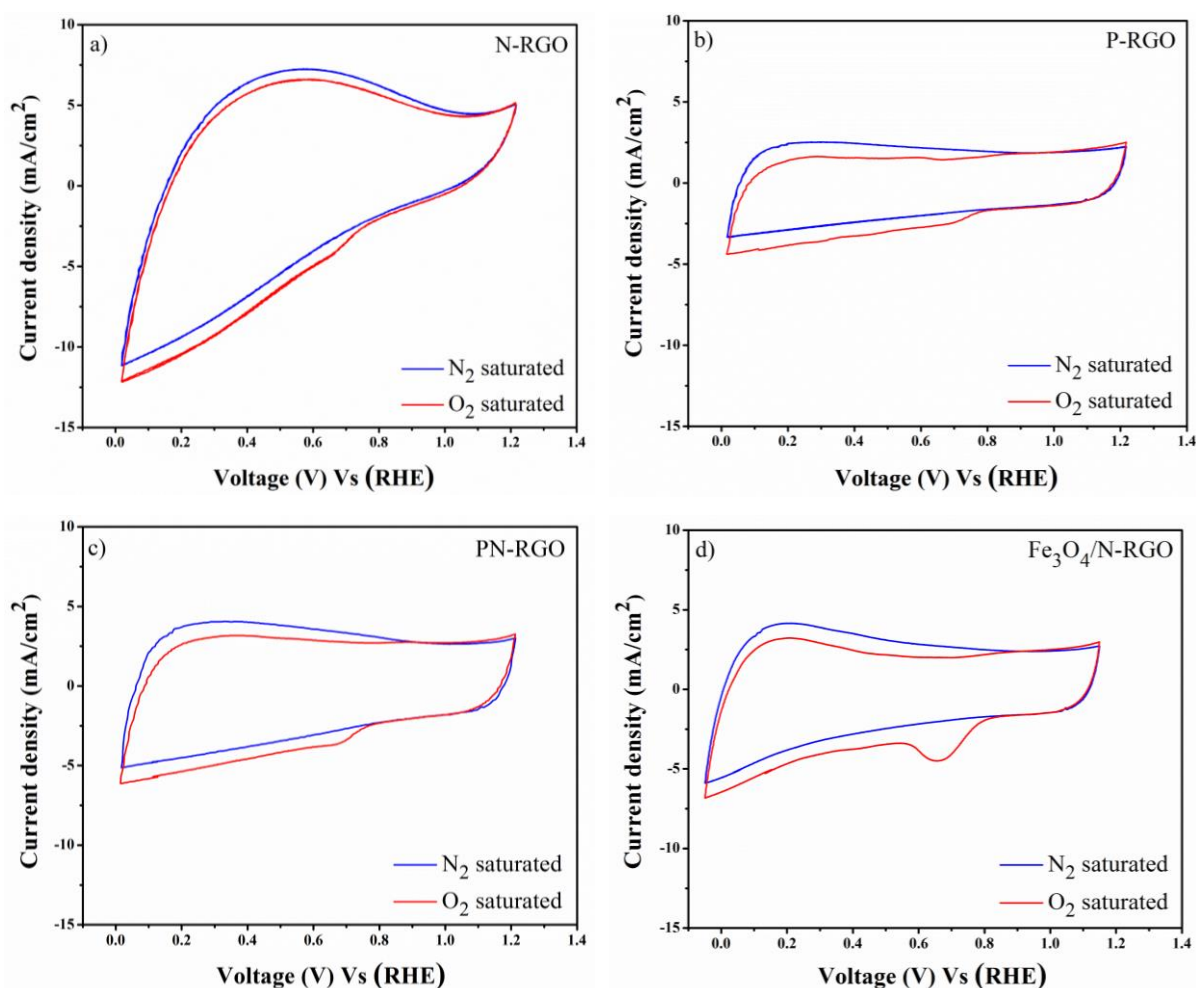 a)
N-RGO
10
5
0
-5
-10
-15
Current density (mA/cm²)
N₂ saturated
O₂ saturated
0.0 0.2 0.4 0.6 0.8 1.0 1.2 1.4
Voltage (V) Vs (RHE)
b)
P-RGO
10
5
0
-5
-10
-15
Current density (mA/cm²)
N₂ saturated
O₂ saturated
0.0 0.2 0.4 0.6 0.8 1.0 1.2 1.4
Voltage (V) Vs (RHE)
c)
PN-RGO
10
5
0
-5
-10
-15
Current density (mA/cm²)
N₂ saturated
O₂ saturated
0.0 0.2 0.4 0.6 0.8 1.0 1.2 1.4
Voltage (V) Vs (RHE)
d)
Fe₃O₄/N-RGO
10
5
0
-5
-10
-15
Current density (mA/cm²)
N₂ saturated
O₂ saturated
0.0 0.2 0.4 0.6 0.8 1.0 1.2 1.4
Voltage (V) Vs (RHE)